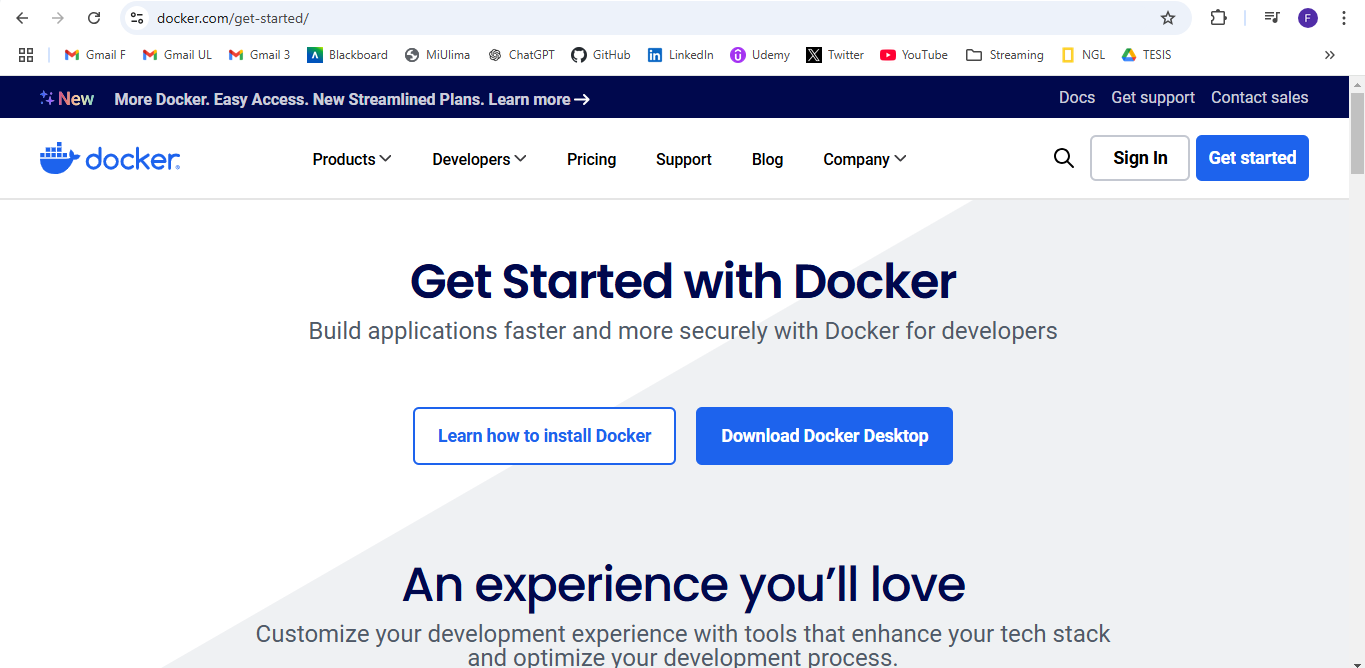 docker.com/get-started/
F
Gmail F Gmail UL Gmail 3 Blackboard MiUlima ChatGPT GitHub LinkedIn Udemy Twitter YouTube Streaming NGL TESIS
New More Docker. Easy Access. New Streamlined Plans. Learn more Docs Get support Contact sales
docker Products Developers Pricing Support Blog Company Sign In Get started
Get Started with Docker
Build applications faster and more securely with Docker for developers
Learn how to install Docker Download Docker Desktop
An experience you’ll love
Customize your development experience with tools that enhance your tech stack
and optimize your development process.